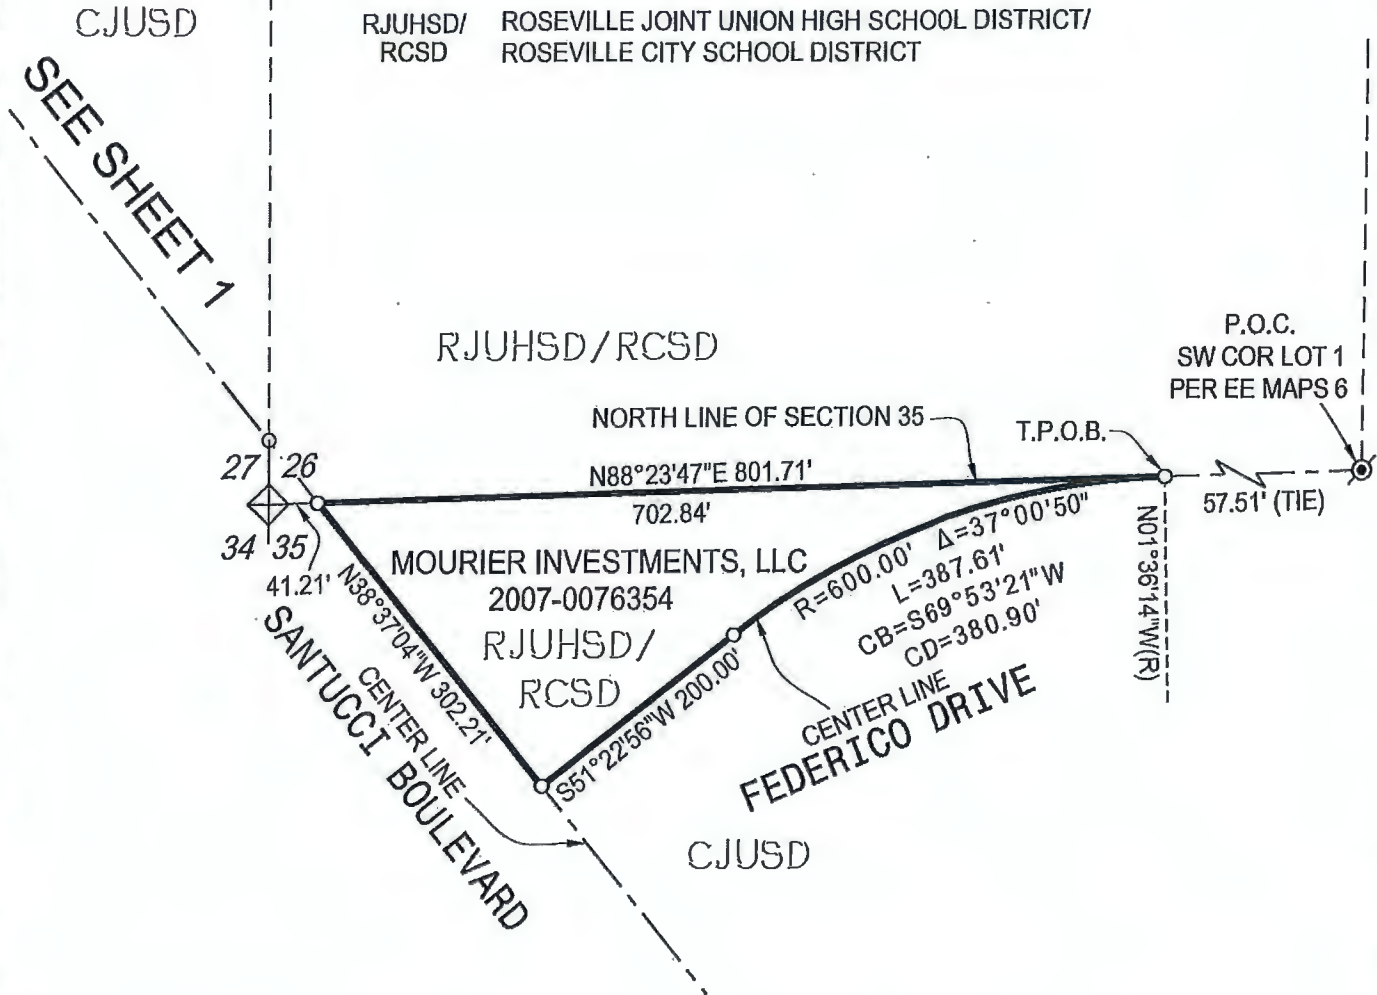 CJUSD
RJUHSD/ ROSEVILLE JOINT UNION HIGH SCHOOL DISTRICT/
RCSD ROSEVILLE CITY SCHOOL DISTRICT
SEE SHEET 1
RJUHSD/RCSD
P.O.C.
SW COR LOT 1
PER EE MAPS 6
NORTH LINE OF SECTION 35
T.P.O.B.
27 26
34 35
N88°23'47"E 801.71'
702.84'
57.51' (TIE)
41.21'
MOURIER INVESTMENTS, LLC
2007-0076354
RJUHSD/
RCSD
N38°37'04"W 302.21'
CENTER LINE
SANTUCCI BOULEVARD
S51°22'56"W 200.00'
R=600.00' Δ=37°00'50"
L=387.61'
CB=S69°53'21"W
CD=380.90'
N01°36'14"W(R)
CENTER LINE
FEDERICO DRIVE
CJUSD